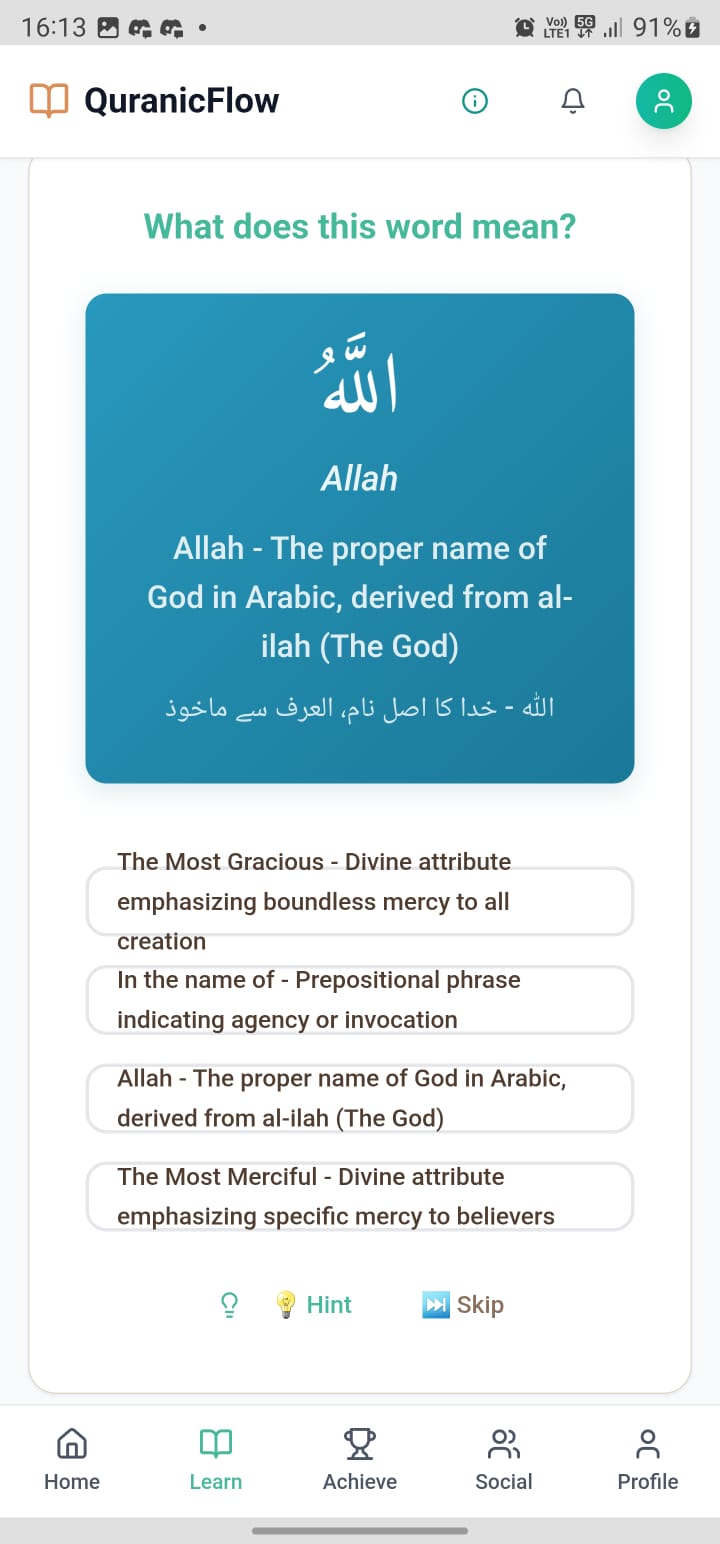 16:13
Vo)) LTE1 5G 91%
QuranicFlow
What does this word mean?
اللَّهُ
Allah
Allah - The proper name of
God in Arabic, derived from al-
ilah (The God)
اللہ - خدا کا اصل نام، العرف سے ماخوذ
The Most Gracious - Divine attribute
emphasizing boundless mercy to all
creation
In the name of - Prepositional phrase
indicating agency or invocation
Allah - The proper name of God in Arabic,
derived from al-ilah (The God)
The Most Merciful - Divine attribute
emphasizing specific mercy to believers
Hint Skip
Home Learn Achieve Social Profile